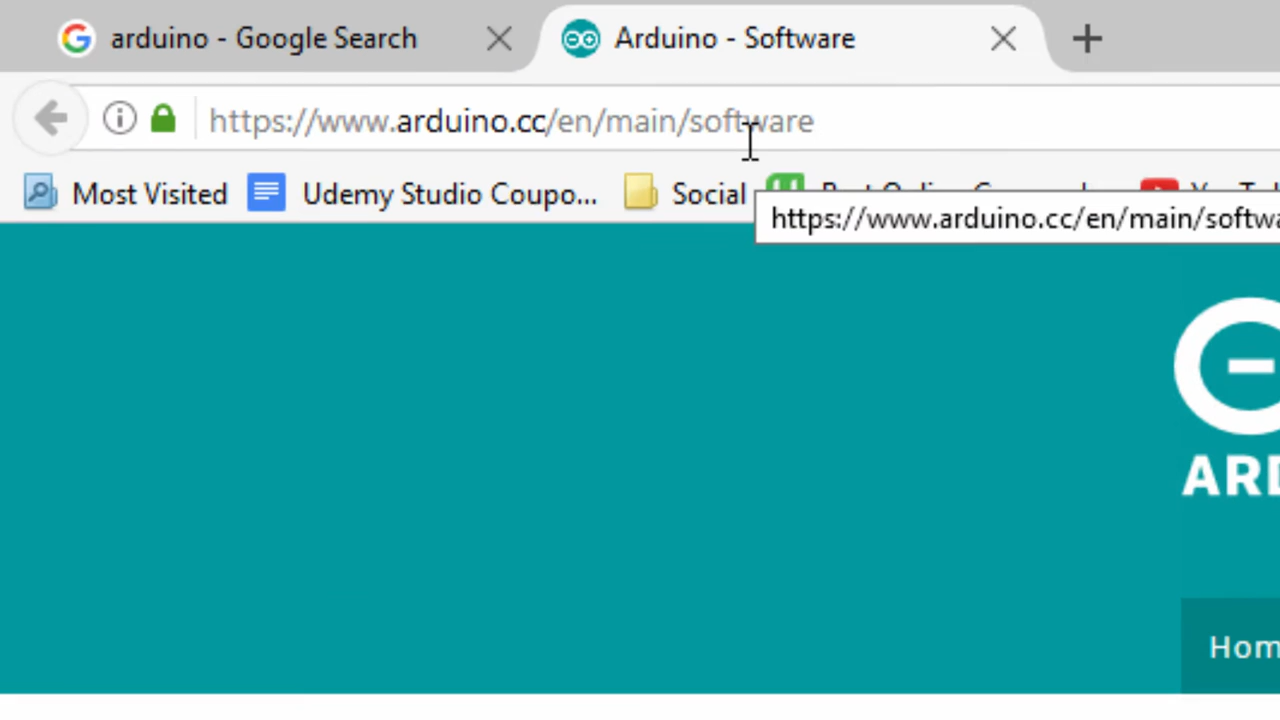 arduino - Google Search
Arduino - Software
https://www.arduino.cc/en/main/software
Most Visited
Udemy Studio Coupo...
Social
https://www.arduino.cc/en/main/softwa
ARD
Hom